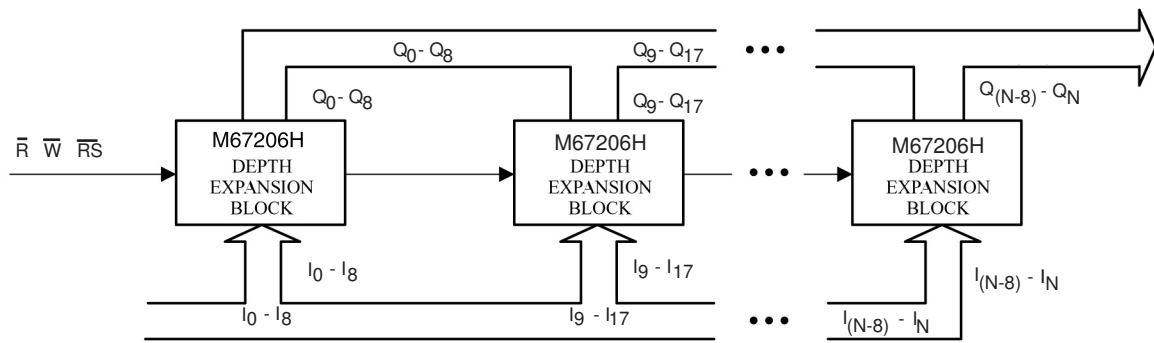 Q0 - Q8
Q9 - Q17
•••
Q0 - Q8
Q9 - Q17
Q(N-8) - QN
R̅ W̅ R̅S̅
M67206H
DEPTH
EXPANSION
BLOCK
M67206H
DEPTH
EXPANSION
BLOCK
•••
M67206H
DEPTH
EXPANSION
BLOCK
I0 - I8
I9 - I17
I(N-8) - IN
I0 - I8
I9 - I17
•••
I(N-8) - IN